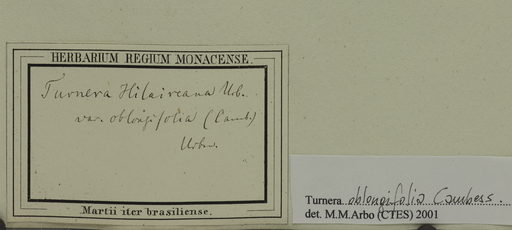 HERBARIUM REGIUM MONACENSE.
Turnera Hilaireana Urb.
var. oblongifolia (Camb.)
Urban.
Martii iter brasiliense.
Turnera oblongifolia Cambess.
det. M.M.Arbo (CTES) 2001